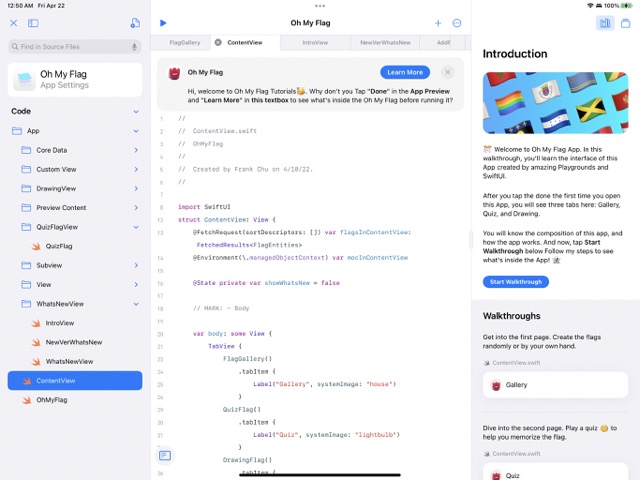 12:50 AM Fri Apr 22
100%
Find in Source Files
Oh My Flag
App Settings
Code
App
Core Data
Custom View
DrawingView
Preview Content
QuizFlagView
QuizFlag
Subview
View
WhatsNewView
IntroView
NewVerWhatsNew
WhatsNewView
ContentView
OhMyFlag
Oh My Flag
FlagGallery
ContentView
IntroView
NewVerWhatsNew
AddF
Oh My Flag
Learn More
Hi, welcome to Oh My Flag Tutorials🥳. Why don't you Tap "Done" in the App Preview
and "Learn More" in this textbox to see what's inside the Oh My Flag before running it?
1 //
2 // ContentView.swift
3 // OhMyFlag
4 //
5 // Created by Frank Chu on 4/10/22.
6 //
7
8 import SwiftUI
12 struct ContentView: View {
13 @FetchRequest(sortDescriptors: []) var flagsInContentView:
FetchedResults<FlagEntities>
14 @Environment(\.managedObjectContext) var mocInContentView
15
16 @State private var showWhatsNew = false
17
18 // MARK: - Body
19
20 var body: some View {
21 TabView {
23 FlagGallery()
24 .tabItem {
25 Label("Gallery", systemImage: "house")
26 }
29 QuizFlag()
30 .tabItem {
31 Label("Quiz", systemImage: "lightbulb")
32 }
35 DrawingFlag()
36 .tabItem {
Introduction
🎊 Welcome to Oh My Flag App. In this
walkthrough, you'll learn the interface of this
App created by amazing Playgrounds and
SwiftUI.
After you tap the done the first time you open
this App, you will see three tabs here: Gallery,
Quiz, and Drawing.
You will knowing the composition of this app, and
how the app works. And now, tap Start
Walkthrough below Follow my steps to see
what's inside the App!
Start Walkthrough
Walkthroughs
Get into the first page. Create the flags
randomly or by your own hand.
ContentView.swift
Gallery
Dive into the second page. Play a quiz to
help you memorize the flag.
ContentView.swift
Quiz